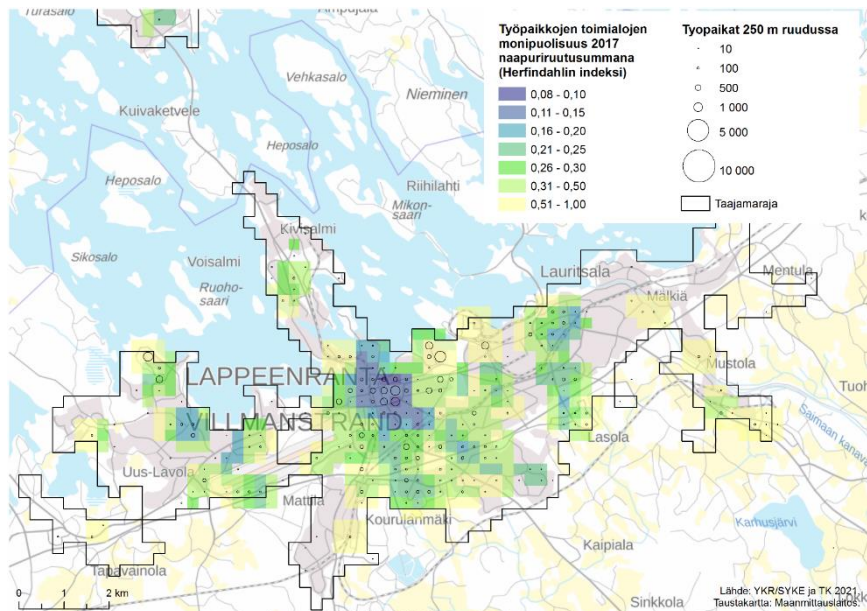 Turasalo
Ampujala
Kuivaketvele
Vehkasalo
Nieminen
Heposalo
Heposalo
Riihilahti
Mikon-
saari
Kivisalmi
Voisalmi
Sikosalo
Ruoho-
saari
Lauritsala
Mälkiä
Mentula
Mustola
LAPPEENRANTA
VILLMANSTRAND
Saimaan kanava
Lasola
Uus-Lavola
Mattila
Kourulanmäki
Karhusjärvi
Kaipiala
Tapavainola
Sinkkola
Työpaikkojen toimialojen
monipuolisuus 2017
naapuriruutusummana
(Herfindahlin indeksi)
0,08 - 0,10
0,11 - 0,15
0,16 - 0,20
0,21 - 0,25
0,26 - 0,30
0,31 - 0,50
0,51 - 1,00
Tyopaikat 250 m ruudussa
10
100
500
1 000
5 000
10 000
Taajamaraja
0 1 2 km
Lähde: YKR/SYKE ja TK 2021
Taustakartta: Maanmittauslaitos